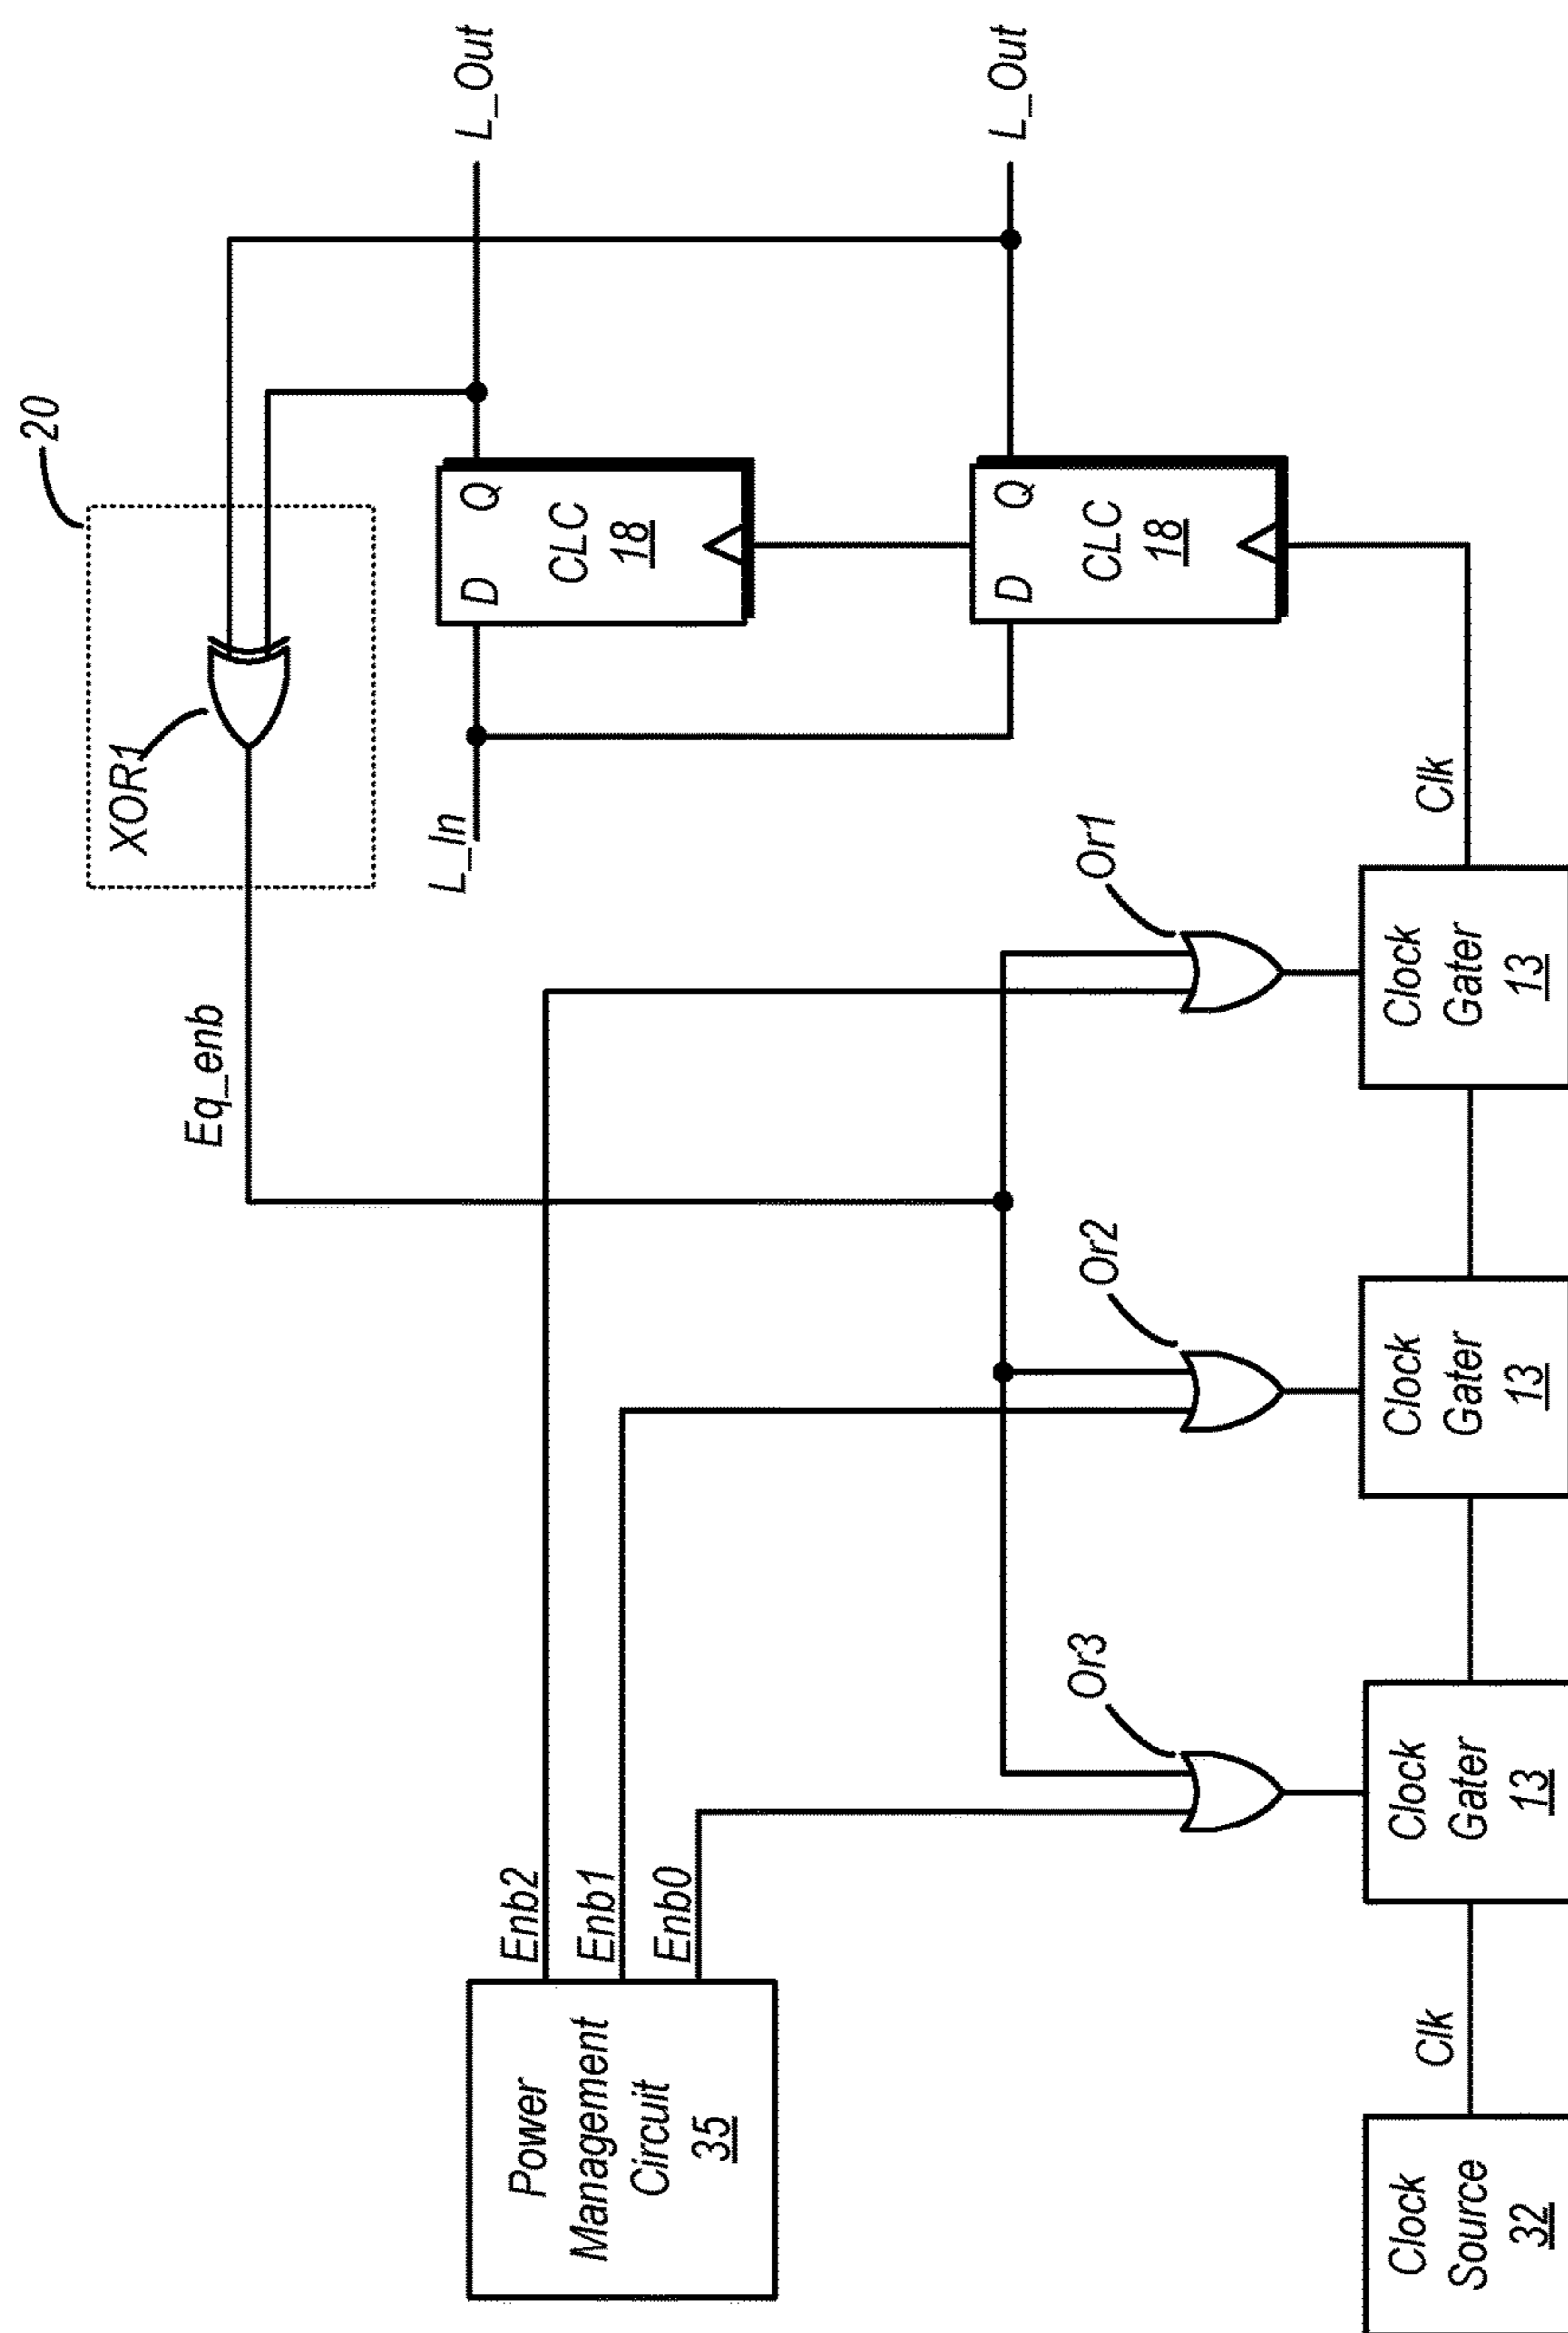 20
XOR1
Eq_enb
L_In
L_Out
D Q
CLC
18
L_Out
D Q
CLC
18
Power
Management
Circuit
35
Enb2
Enb1
Enb0
Or3
Or2
Or1
Clock
Source
32
Clk
Clock
Gater
13
Clock
Gater
13
Clock
Gater
13
Clk